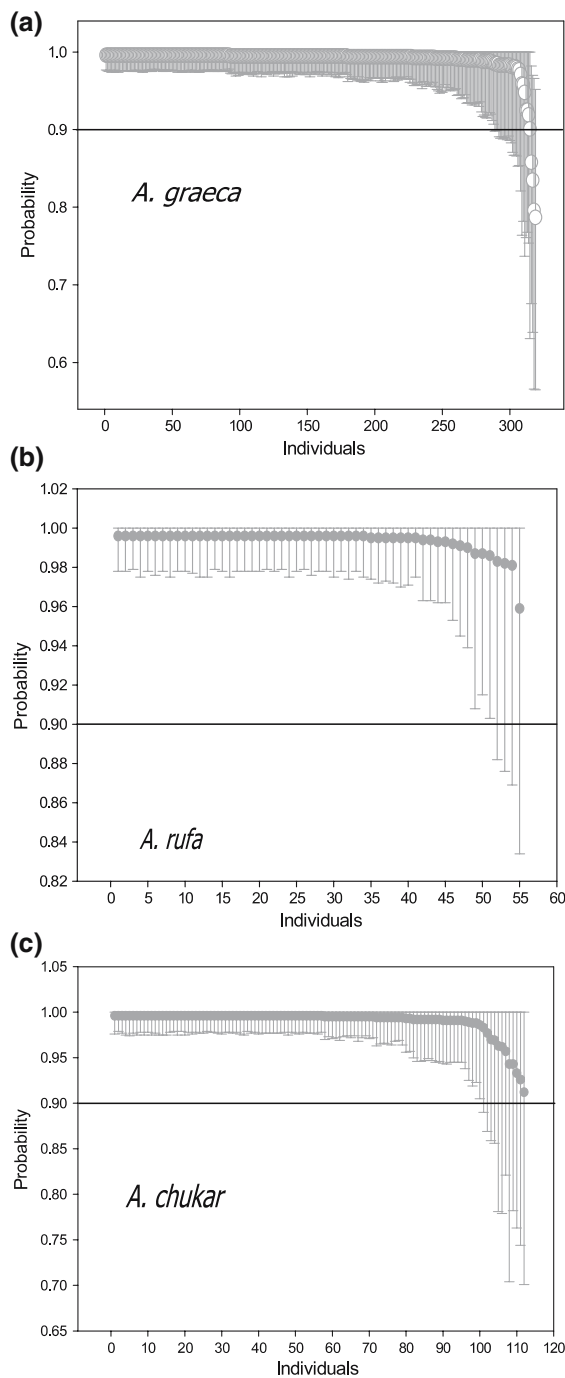 (a)
1.0
0.9
0.8
0.7
0.6
Probability
A. graeca
0 50 100 150 200 250 300
Individuals
(b)
1.02
1.00
0.98
0.96
0.94
0.92
0.90
0.88
0.86
0.84
0.82
Probability
A. rufa
0 5 10 15 20 25 30 35 40 45 50 55 60
Individuals
(c)
1.05
1.00
0.95
0.90
0.85
0.80
0.75
0.70
0.65
Probability
A. chukar
0 10 20 30 40 50 60 70 80 90 100 110 120
Individuals